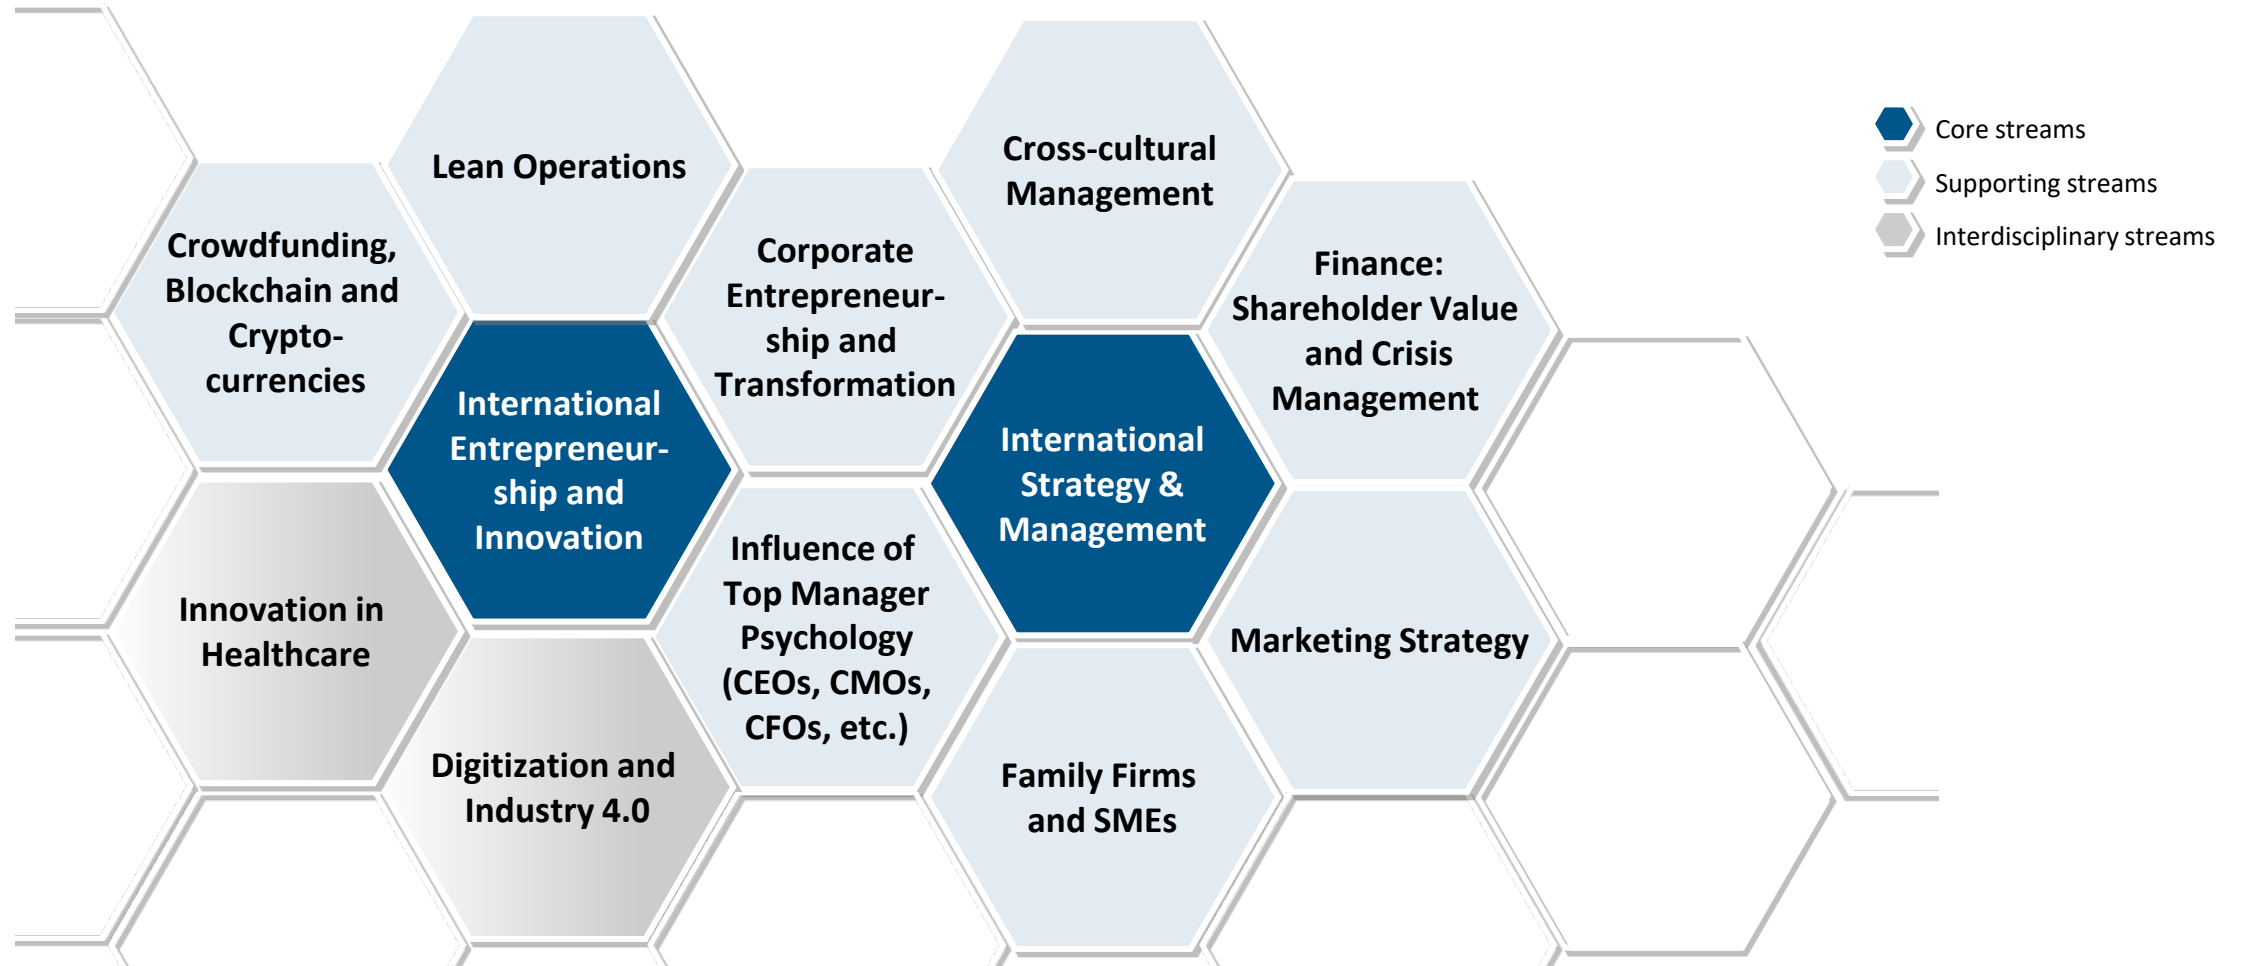 Lean Operations
Cross-cultural
Management
Crowdfunding,
Blockchain and
Crypto-
currencies
Corporate
Entrepreneur-
ship and
Transformation
Finance:
Shareholder Value
and Crisis
Management
International
Entrepreneur-
ship and
Innovation
International
Strategy &
Management
Innovation in
Healthcare
Influence of
Top Manager
Psychology
(CEOs, CMOs,
CFOs, etc.)
Marketing Strategy
Digitization and
Industry 4.0
Family Firms
and SMEs
Core streams
Supporting streams
Interdisciplinary streams